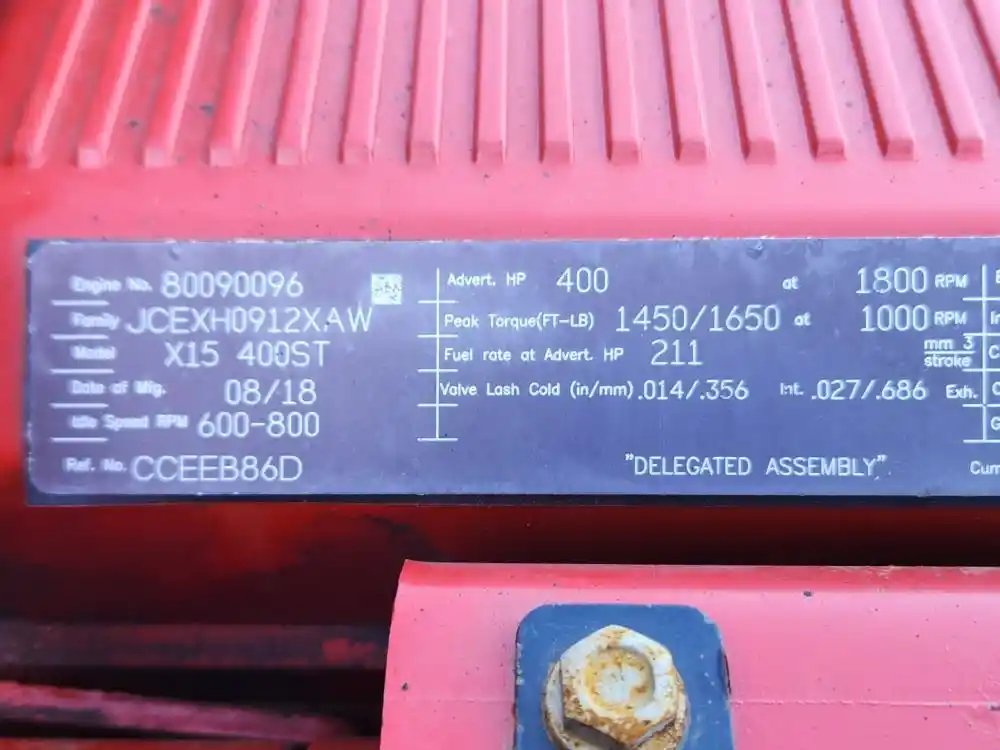 Engine No. 80090096
Family JCEXH0912XAW
Model X15 400ST
Date of Mfg. 08/18
Idle Speed RPM 600-800
Ref. No. CCEEB86D
Advert. HP 400 at 1800 RPM
Peak Torque(FT-LB) 1450/1650 at 1000 RPM
Fuel rate at Advert. HP 211 mm 3
stroke
Valve Lash Cold (in/mm) .014/.356 Int. .027/.686 Exh.
"DELEGATED ASSEMBLY"